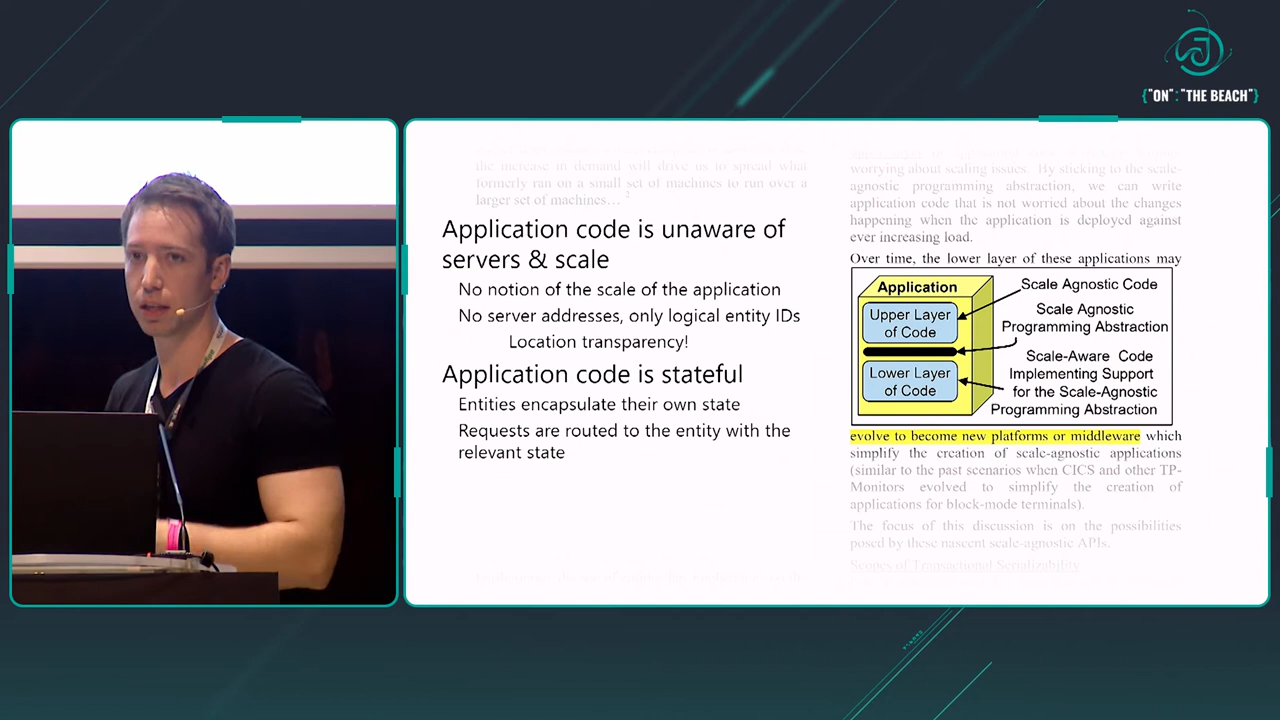 {"ON":"THE BEACH"}
the increase in demand will drive us to spread what
formerly ran on a small set of machines to run over a
larger set of machines… 2
Application code is unaware of
servers & scale
No notion of the scale of the application
No server addresses, only logical entity IDs
Location transparency!
Application code is stateful
Entities encapsulate their own state
Requests are routed to the entity with the
relevant state
worrying about scaling issues. By sticking to the scale-
agnostic programming abstraction, we can write
application code that is not worried about the changes
happening when the application is deployed against
ever increasing load.
Over time, the lower layer of these applications may
Application
Upper Layer
of Code
Lower Layer
of Code
Scale Agnostic Code
Scale Agnostic
Programming Abstraction
Scale-Aware Code
Implementing Support
for the Scale-Agnostic
Programming Abstraction
evolve to become new platforms or middleware which
simplify the creation of scale-agnostic applications
(similar to the past scenarios when CICS and other TP-
Monitors evolved to simplify the creation of
applications for block-mode terminals).
The focus of this discussion is on the possibilities
posed by these nascent scale-agnostic APIs.
Scopes of Transactional Serializability